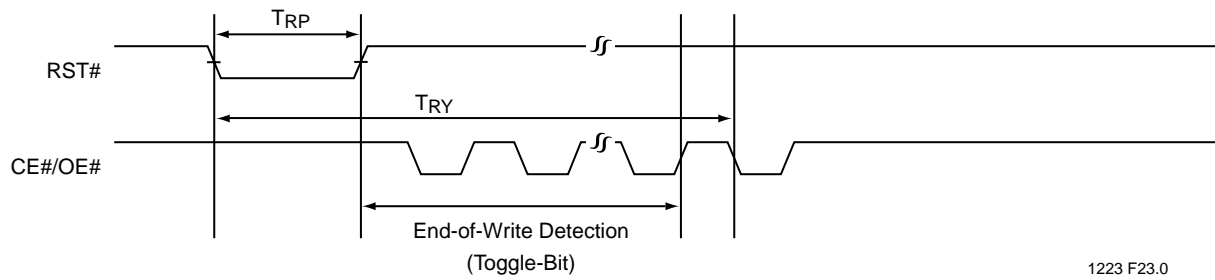 TRP
RST#
TRY
CE#/OE#
End-of-Write Detection
(Toggle-Bit)
1223 F23.0